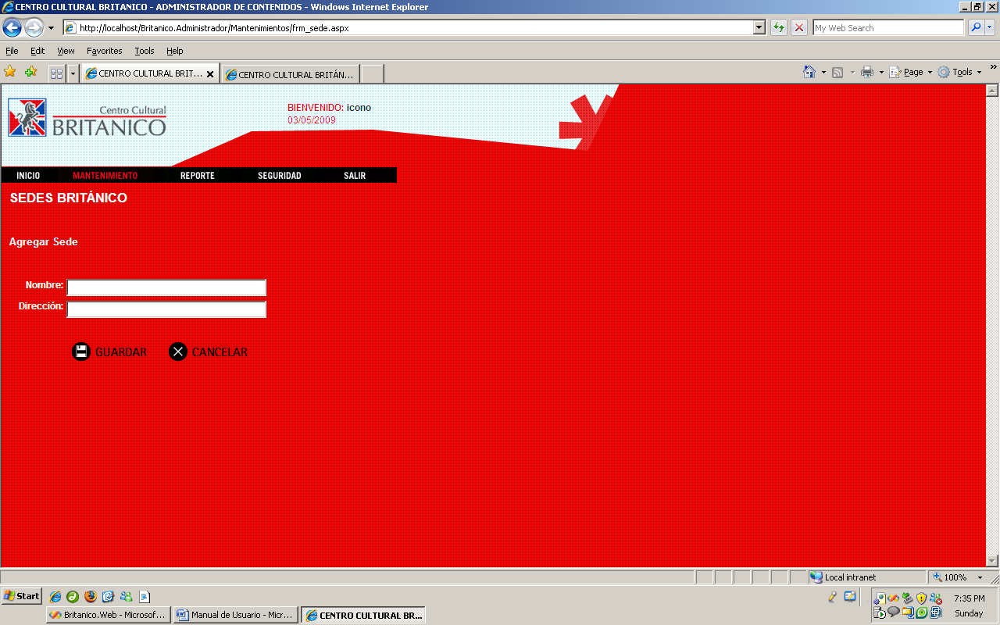 CENTRO CULTURAL BRITANICO - ADMINISTRADOR DE CONTENIDOS - Windows Internet Explorer
http://localhost/Britanico.Administrador/Mantenimientos/frm_sede.aspx
My Web Search
File Edit View Favorites Tools Help
CENTRO CULTURAL BRIT... CENTRO CULTURAL BRITÁN...
Page Tools
Centro Cultural
BRITANICO
BIENVENIDO: icono
03/05/2009
INICIO MANTENIMIENTO REPORTE SEGURIDAD SALIR
SEDES BRITÁNICO
Agregar Sede
Nombre:
Dirección:
GUARDAR CANCELAR
Local intranet 100%
Start
7:35 PM
Britanico.Web - Microsof... Manual de Usuario - Micr... CENTRO CULTURAL BR...
Sunday